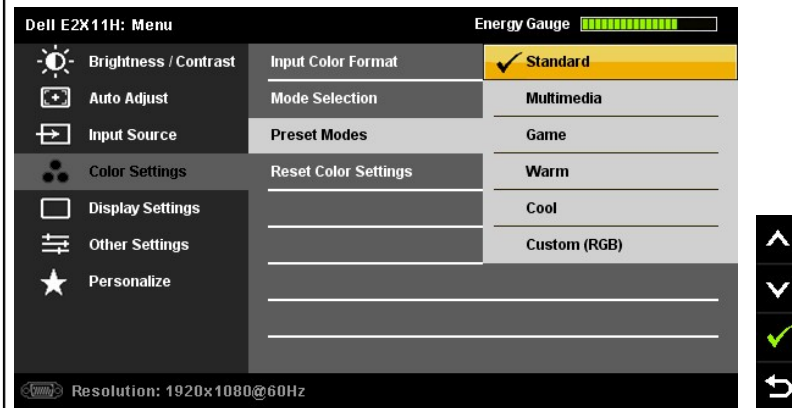 Dell E2X11H: Menu Energy Gauge
Brightness / Contrast Input Color Format Standard
Auto Adjust Mode Selection Multimedia
Input Source Preset Modes Game
Color Settings Reset Color Settings Warm
Display Settings Cool
Other Settings Custom (RGB)
Personalize
Resolution: 1920x1080@60Hz